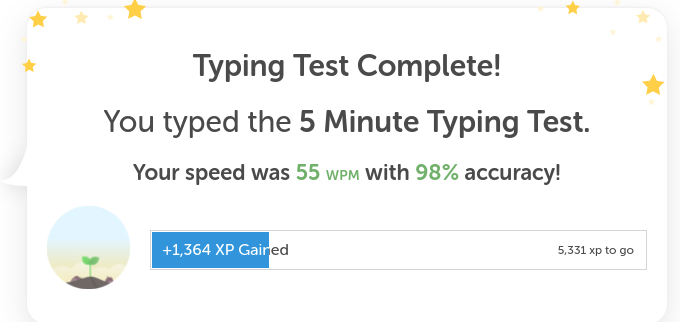 Typing Test Complete!
You typed the 5 Minute Typing Test.
Your speed was 55 WPM with 98% accuracy!
+1,364 XP Gained
5,331 xp to go